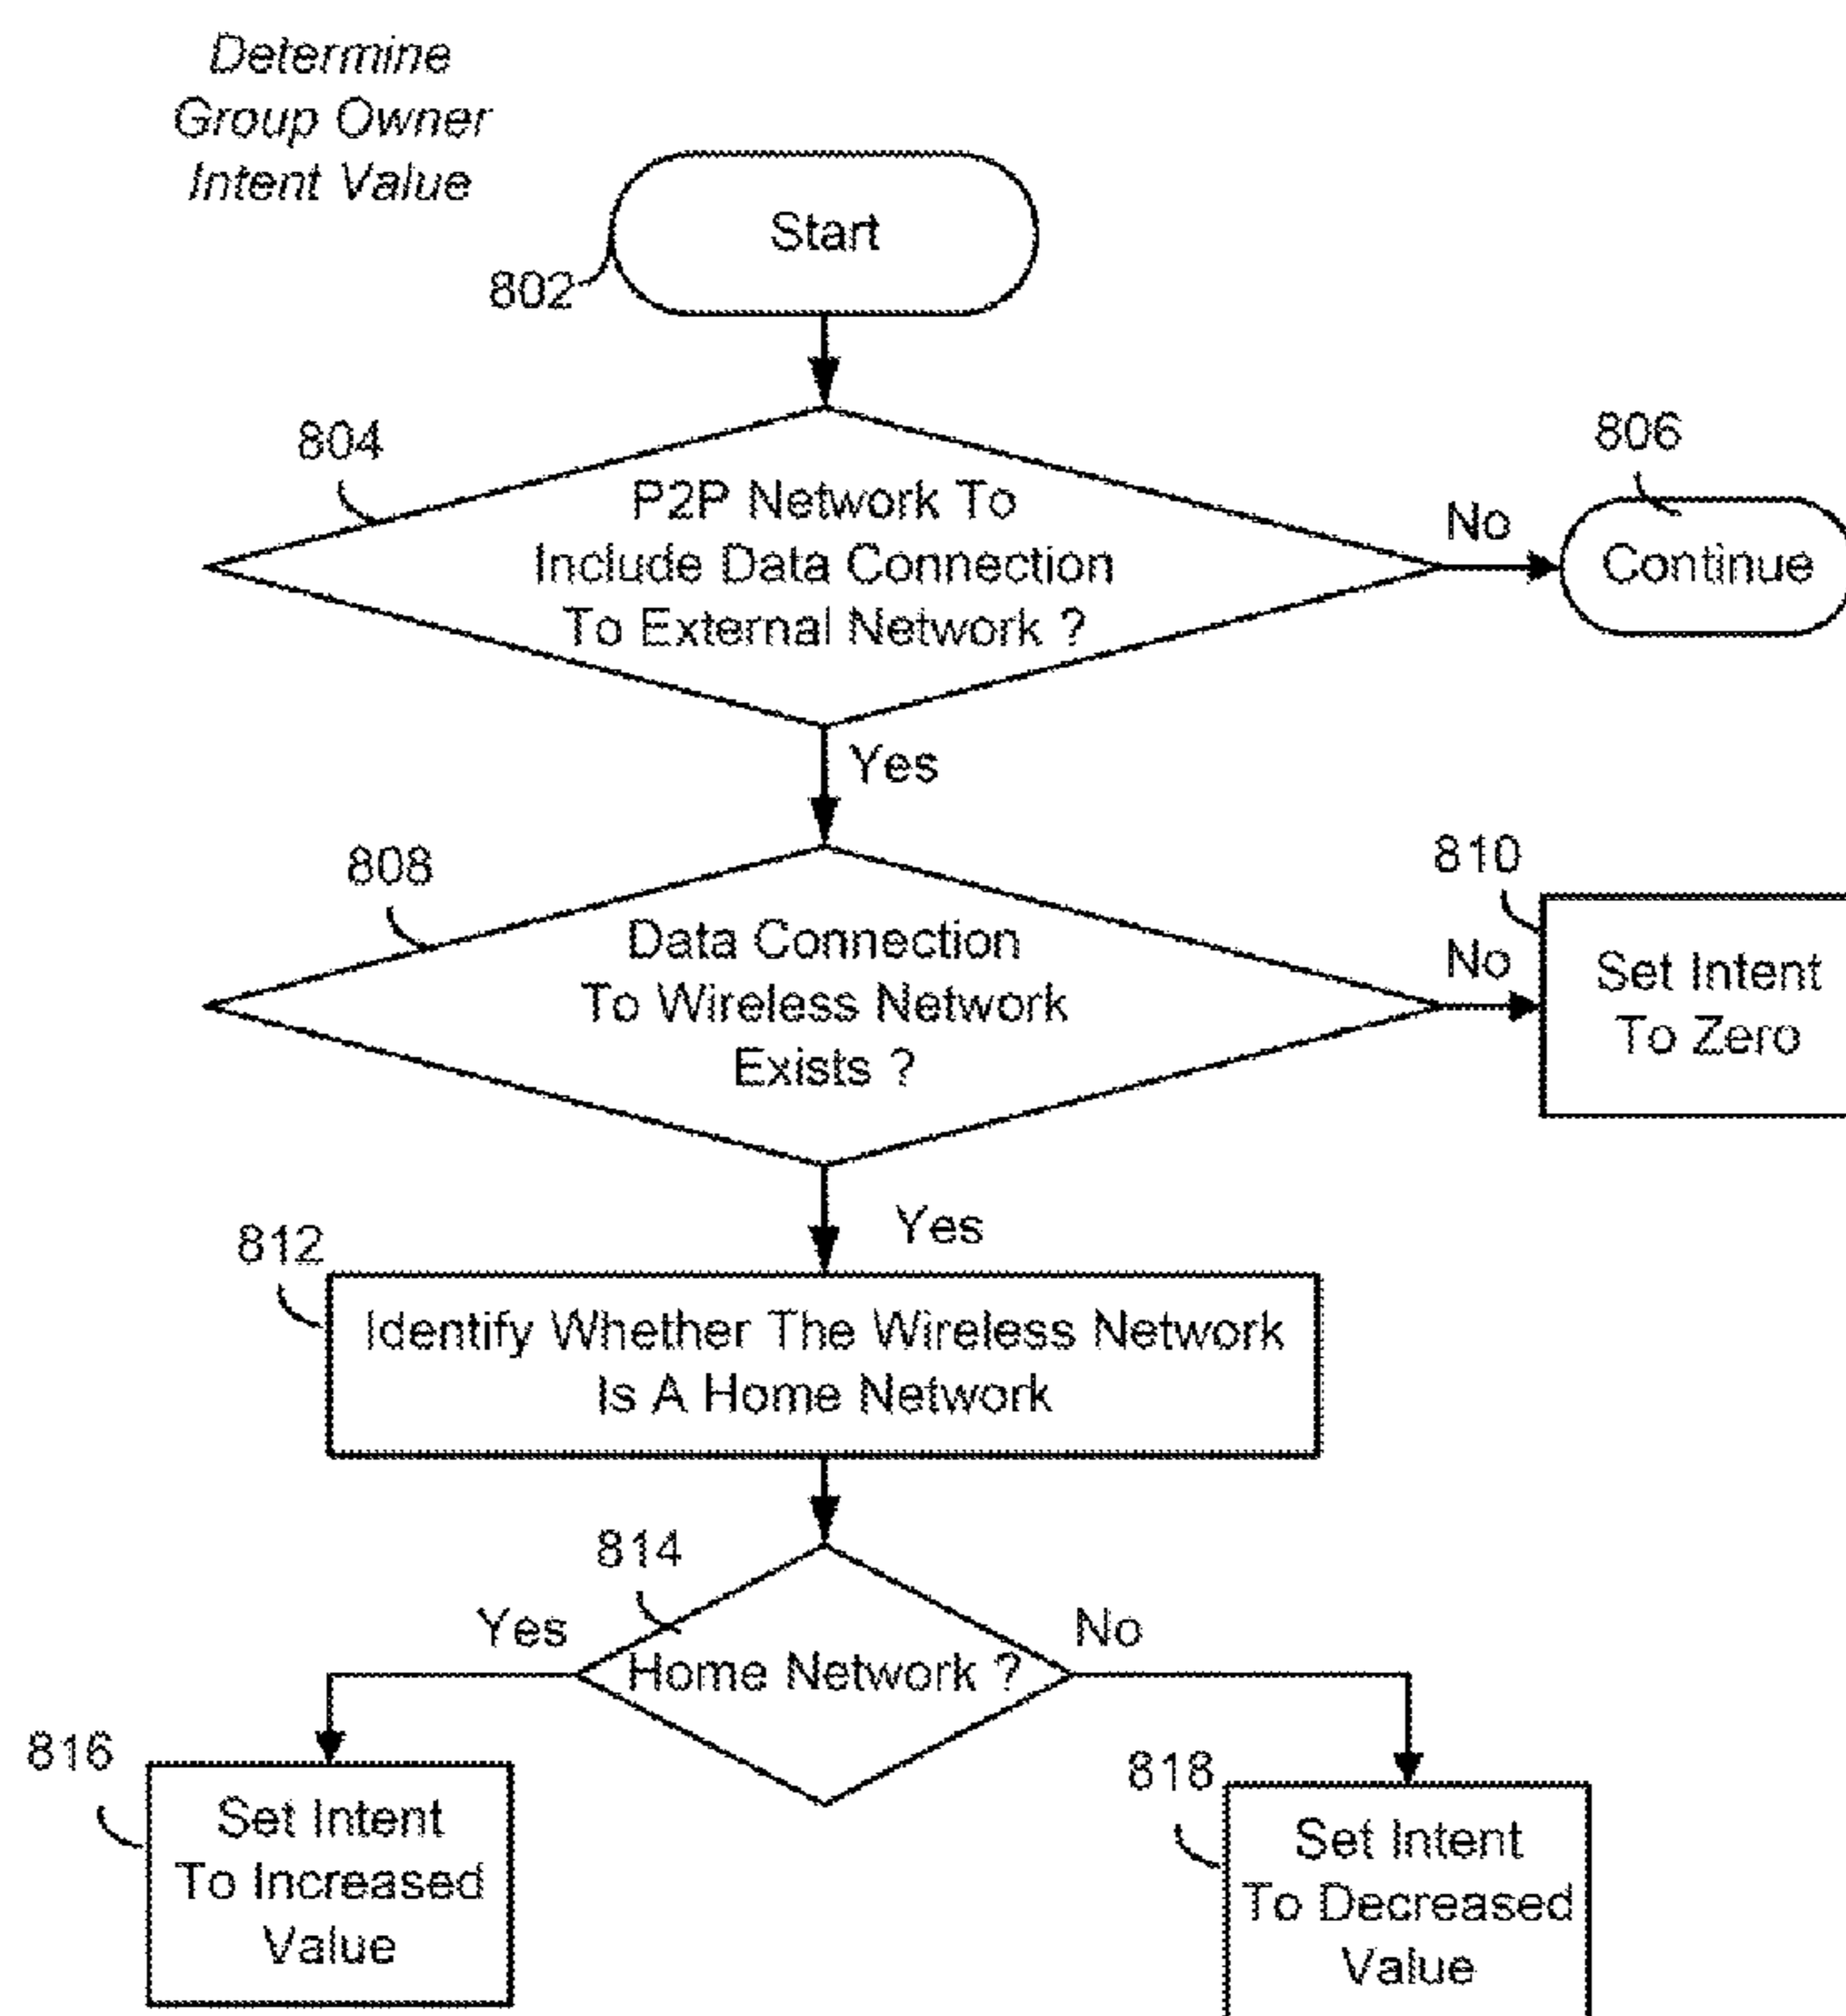 Determine
Group Owner
Intent Value
Start
802
804
P2P Network To
Include Data Connection
To External Network ?
No
806
Continue
Yes
808
Data Connection
To Wireless Network
Exists ?
No
810
Set Intent
To Zero
Yes
812
Identify Whether The Wireless Network
Is A Home Network
814
Home Network ?
Yes
No
816
Set Intent
To Increased
Value
818
Set Intent
To Decreased
Value